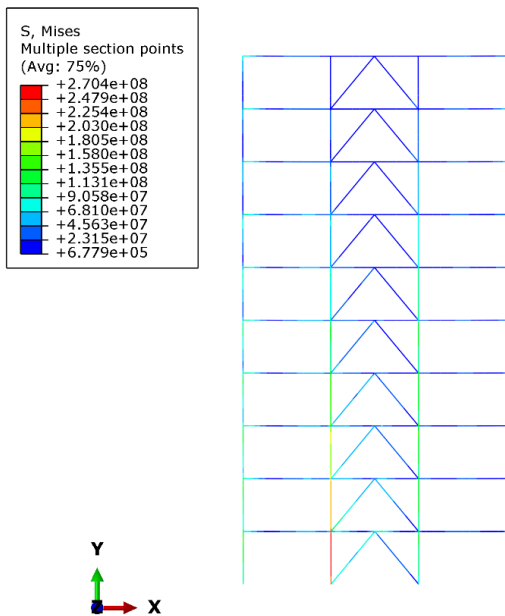 S, Mises
Multiple section points
(Avg: 75%)
+2.704e+08
+2.479e+08
+2.254e+08
+2.030e+08
+1.805e+08
+1.580e+08
+1.355e+08
+1.131e+08
+9.058e+07
+6.810e+07
+4.563e+07
+2.315e+07
+6.779e+05
Y
Z
X